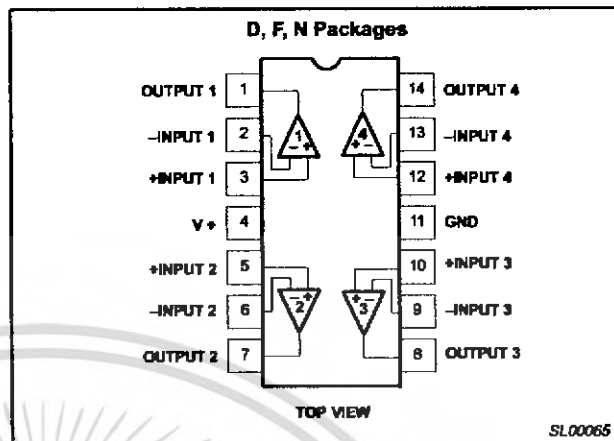 D, F, N Packages
OUTPUT 1 1 14 OUTPUT 4
–INPUT 1 2 13 –INPUT 4
1 4
– + + –
+INPUT 1 3 12 +INPUT 4
V + 4 11 GND
+INPUT 2 5 10 +INPUT 3
– + + –
2 3
–INPUT 2 6 9 –INPUT 3
OUTPUT 2 7 8 OUTPUT 3
TOP VIEW
SL00065